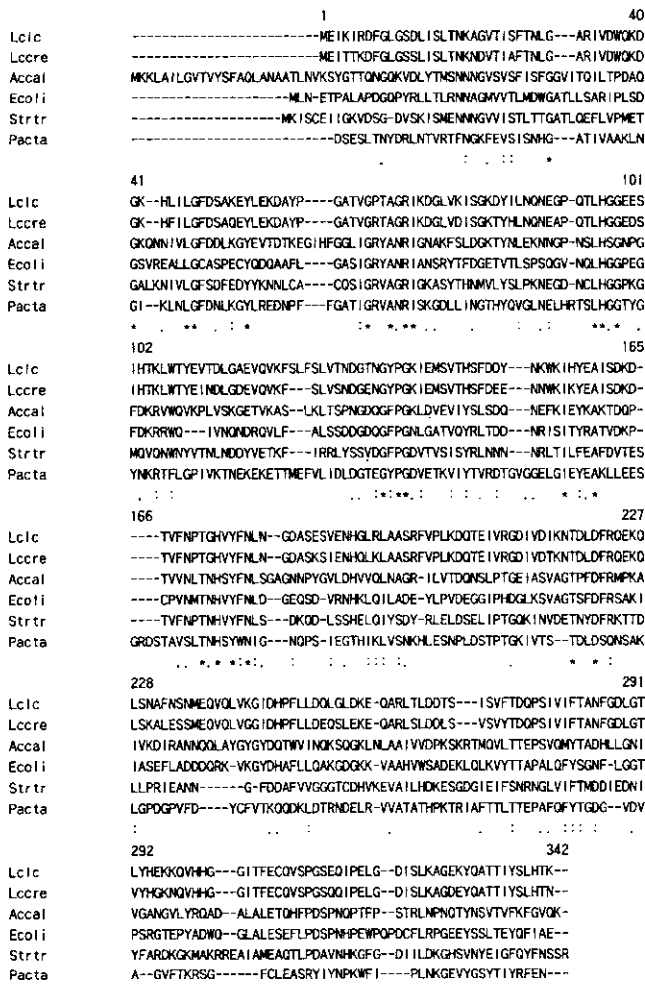 1 40
Lclc ----------------------MEIKIRDFGLGSDLISLTNKAGVTISFTNLG---ARIVDWQKD
Lccre ----------------------MEITTKDFGLGSSLISLTNKNDVTIAFTNLG---ARIVDWQKD
Accal MKKLAILGVTVYSFAQLANAATLNVKSYGTTQNGQKVDLYTMSNNNGVSVSFISFGGVITQILTPDAQ
Ecoli ------------------MLN-ETPALAPDGQPYRLLTLRNNAGMVVTLMDWGATLLSARIPLSD
Strtr ------------------MKISCEIIGKVDSG-DVSKISMENNNGVVISTLTTGATLQEFLVPMET
Pacta -----------------------DSESLTNYDRLNTVRTFNGKFEVSISNHG---ATIVAAKLN
. : . :: *
41 101
Lclc GK--HLILGFDSAKEYLEKDAYP----GATVGPTAGRIKDGLVKISGKDYILNQNEGP-QTLHGGEES
Lccre GK--HFILGFDSAQEYLEKDAYP----GATVGRTAGRIKDGLVDISGKTYHLNQNEAP-QTLHGGEDS
Accal GKQNNIVLGFDDLKGYEVTDTKEGIHFGGLIGRYANRIGNAKFSLDGKTYNLEKNNGP-NSLHSGNPG
Ecoli GSVREALLGCASPECYQDQAAFL----GASIGRYANRIANSRYTFDGETVTLSPSQGV-NQLHGGPEG
Strtr GALKNIVLGFSDFEDYYKNNLCA----COSIGRVAGRIGKASYTHNMVLYSLPKNEGD-NCLHGGPKG
Pacta GI--KLNLGFDNLKGYLREDNPF---FGATIGRVANRISKGDLLINGTHYQVGLNELHRTSLHGGTYG
* . ** . : * :* *.** . : . **.* .
102 165
Lclc IHTKLWTYEVTDLGAEVQVKFSLFSLVTNDGTNGYPGKIEMSVTHSFDDY---NKWKIHYEAISDKD-
Lccre IHTKLWTYEINDLGDEVQVKF---SLVSNDGENGYPGKIEMSVTHSFDEE---NNWKIKYEAISDKD-
Accal FDKRVWQVKPLVSKGETVKAS---LKLTSPNGDQGFPGKLDVEVIYSLSDQ---NEFKIEYKAKTDQP-
Ecoli FDKRRWQ---IVNQNDRQVLF---ALSSDDGDQGFPGNLGATVQYRLTDD---NRISITYRATVDKP-
Strtr MQVQNWNYVTNLNDDYVETKF---IRRLYSSVDGFPGDVTVSISYRLNNN---NRLTILFEAFDVTES
Pacta YNKRTFLGPIVKTNEKEKETTMEFVLIDLDGTEGYPGDVETKVIYTVRDTGVGGELGIEYEAKLLEES
. : : .. :*:**. . : . . * :.*
166 227
Lclc ----TVFNPTGHVYFNLN---GDASESVENHGLRLAASRFVPLKDQTEIVRGDIVDIKNTDLDFRQEKQ
Lccre ----TVFNPTGHVYFNLN---GDASKSIENHQLKLAASRFVPLKDQTEIVRGDIVDTKNTDLDFRQEKQ
Accal ----TVVNLTNHSYFNLSGAGNNPYGVLDHVVQLNAGR-ILVTDQNSLPTGEIASVAGTPFDFRMPKA
Ecoli ----CPVNMTNHVYFNLD--GEQSD-VRNHKLQILADE-YLPVDEGGIPHDGLKSVAGTSFDFRSAKI
Strtr ----TVFNPTNHVYFNLS--DKQD-LSSHELQIYSDY-RLELDSELIPTGQKINVDETNYDFRKTTD
Pacta GRDSTAVSLTNHSYWNIG--NQPS-IEGTHIKLVSNKHLESNPLDSTPTGKIVTS--TDLDSQNSAK
.. *.* *:*:. : . ::: : . * * .
228 291
Lclc LSNAFNSNMEQVQLVKGIDHPFLLDQLGLDKE-QARLTLDDTS---ISVFTDQPSIVIFTANFGDLGT
Lccre LSKALESSMEQVQLVGGIDHPFLLDEQSLEKE-QARLSLDDLS---VSVYTDQPSIVIFTANFGDLGT
Accal IVKDIRANNQQLAYGYGYDQTWVINQKSQGKLNLAAIVVDPKSKRTMQVLTTEPSVQMYTADHLLGNI
Ecoli IASEFLADDDQRK-VKGYDHAFLLQAKGDGKK-VAAHVWSADEKLQLKVYTTAPALQFYSGNF-LGGT
Strtr LLPRIEANN------G-FDDAFVVGGGTCDHVKEVAILHDKESGDGIEIFSNRNGLVIFTMDDIEDNI
Pacta LGPDGPVFD----YCFVTKQQDKLDTRNDELR-VVATATHPKTRIAFTTLTTEPAFQFYTGDG--VDV
: .: : . : . .. ::: : .
292 342
Lclc LYHEKKQVHHG---GITFECQVSPGSEQIPELG--DISLKAGEKYQATTIYSLHTK-
Lccre VYHGKNQVHHG---GITFECQVSPGSQQIPELG--DISLKAGDEYQATTIYSLHTN-
Accal VGANGVLYRQAD--ALALETQHFPDSPNQPTFP--STRLNPNQTYNSVTVFKFGVQK-
Ecoli PSRGTEPYADWQ--GLALESEFLPDSPNHPEWPQPDCFLRPGEEYSSLTEYQFIAE--
Strtr YFARDKGKMAKRREAIAMEAQTLPDAVNHKGFG--DIILDKGHSVNYEIGFQYFNSSR
Pacta A--GVFTKRSG-----FCLEASRYIYNPKWFI----PLNKGEVYGSYTIYRFEN---